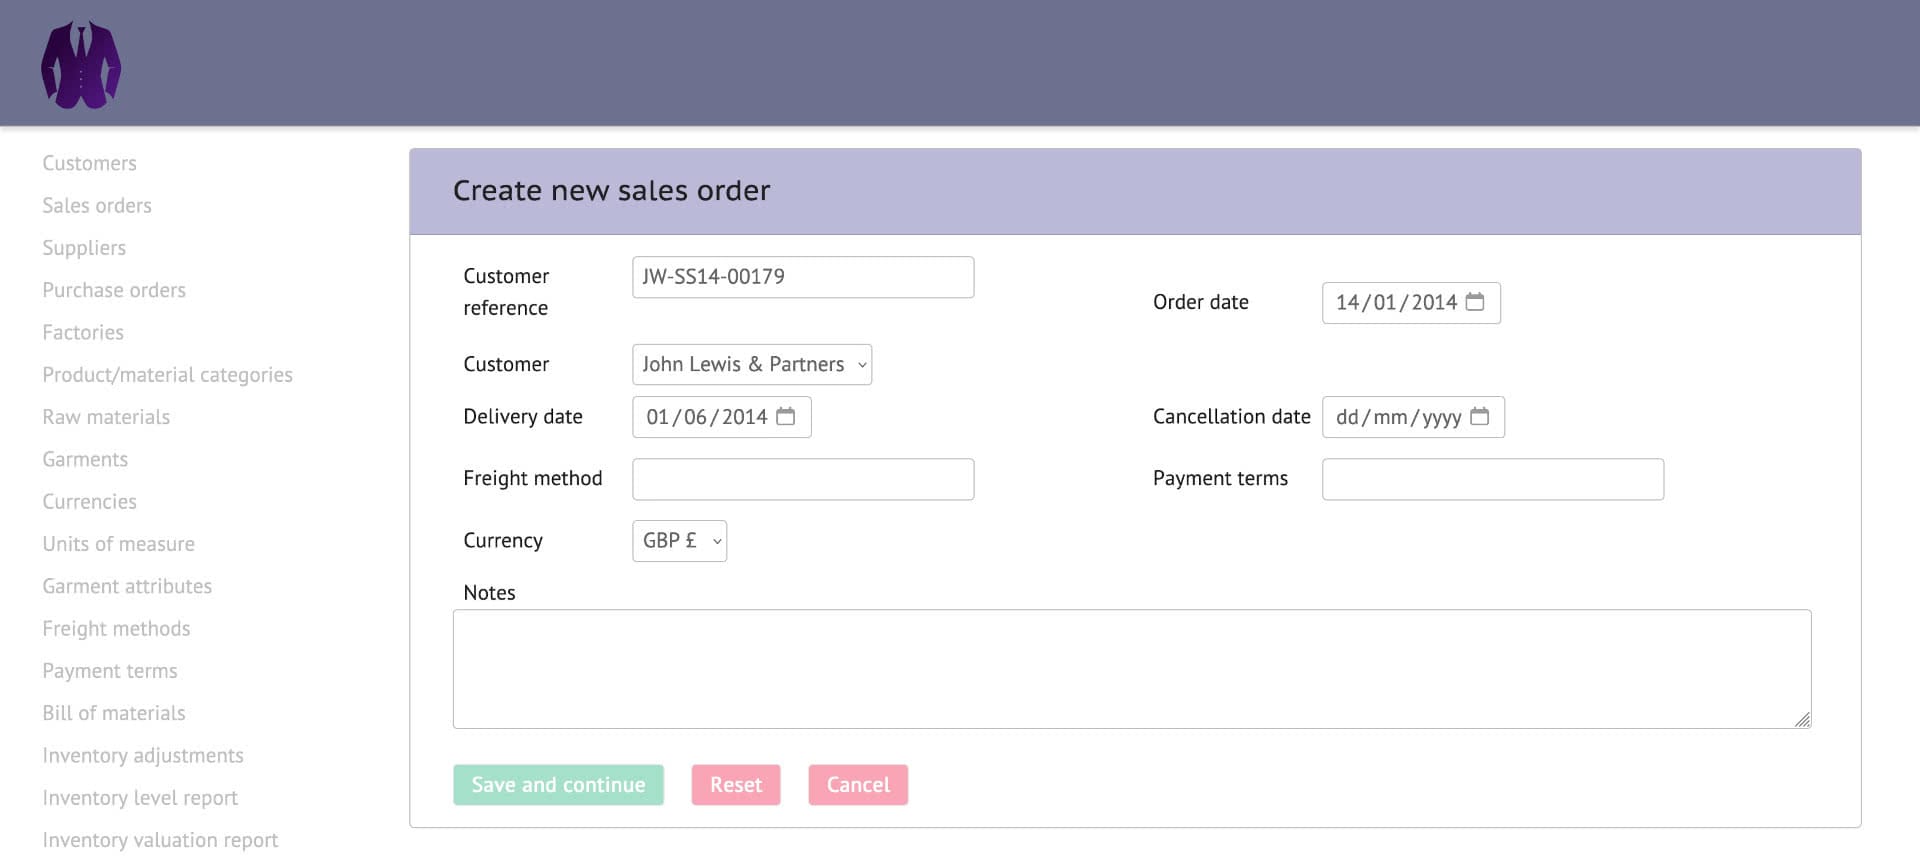 Customers
Sales orders
Suppliers
Purchase orders
Factories
Product/material categories
Raw materials
Garments
Currencies
Units of measure
Garment attributes
Freight methods
Payment terms
Bill of materials
Inventory adjustments
Inventory level report
Inventory valuation report
Create new sales order
Customer
reference
JW-SS14-00179
Order date
14/01/2014
Customer
John Lewis & Partners
Delivery date
01/06/2014
Cancellation date
dd/mm/yyyy
Freight method
Payment terms
Currency
GBP £
Notes
Save and continue
Reset
Cancel